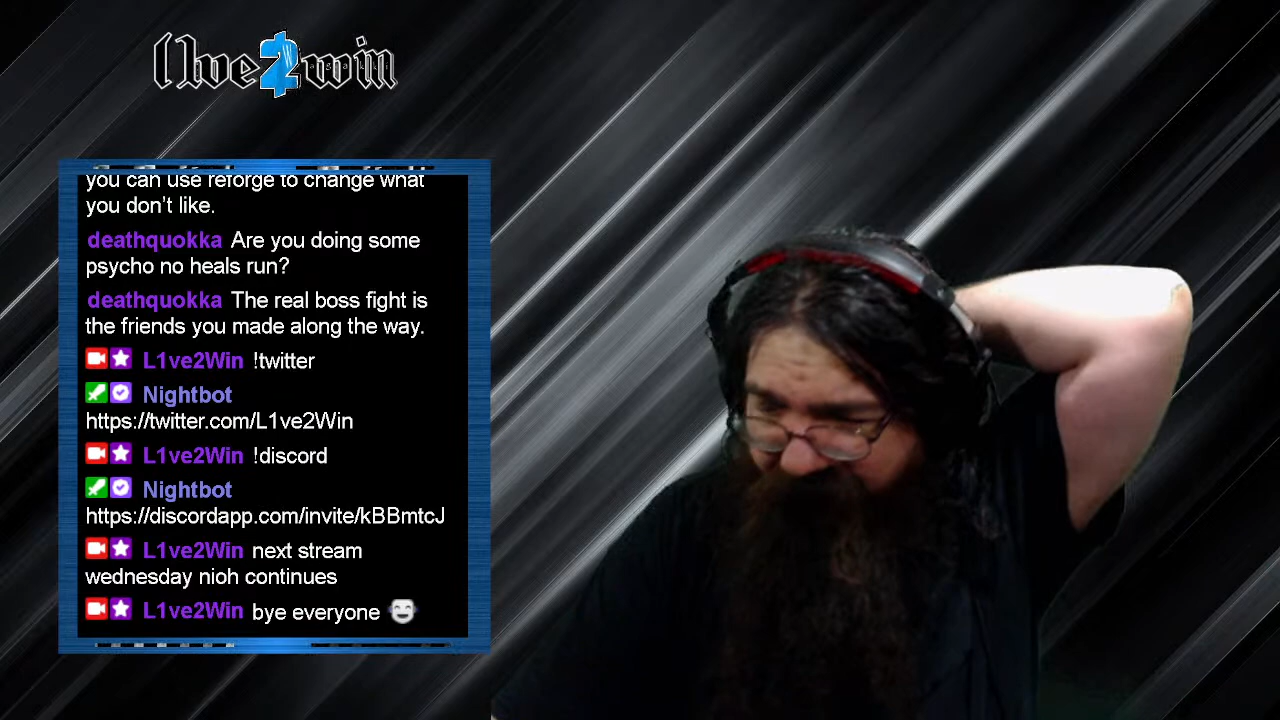 l1ve2win
you can use reforge to change what
you don't like.
deathquokka Are you doing some
psycho no heals run?
deathquokka The real boss fight is
the friends you made along the way.
L1ve2Win !twitter
Nightbot
https://twitter.com/L1ve2Win
L1ve2Win !discord
Nightbot
https://discordapp.com/invite/kBBmtcJ
L1ve2Win next stream
wednesday nioh continues
L1ve2Win bye everyone